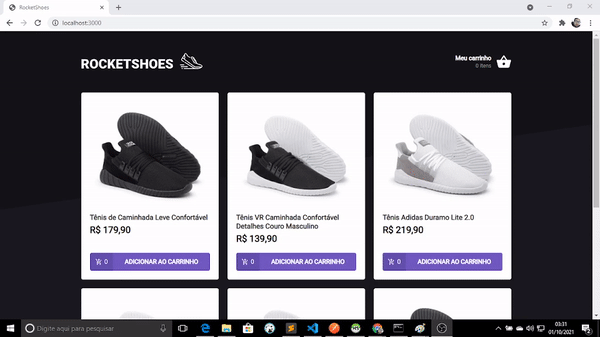 RocketShoes
localhost:3000
ROCKETSHOES
Meu carrinho
0 itens
Tênis de Caminhada Leve Confortável
R$ 179,90
0 ADICIONAR AO CARRINHO
Tênis VR Caminhada Confortável
Detalhes Couro Masculino
R$ 139,90
0 ADICIONAR AO CARRINHO
Tênis Adidas Duramo Lite 2.0
R$ 219,90
0 ADICIONAR AO CARRINHO
Digite aqui para pesquisar
03:31
01/10/2021